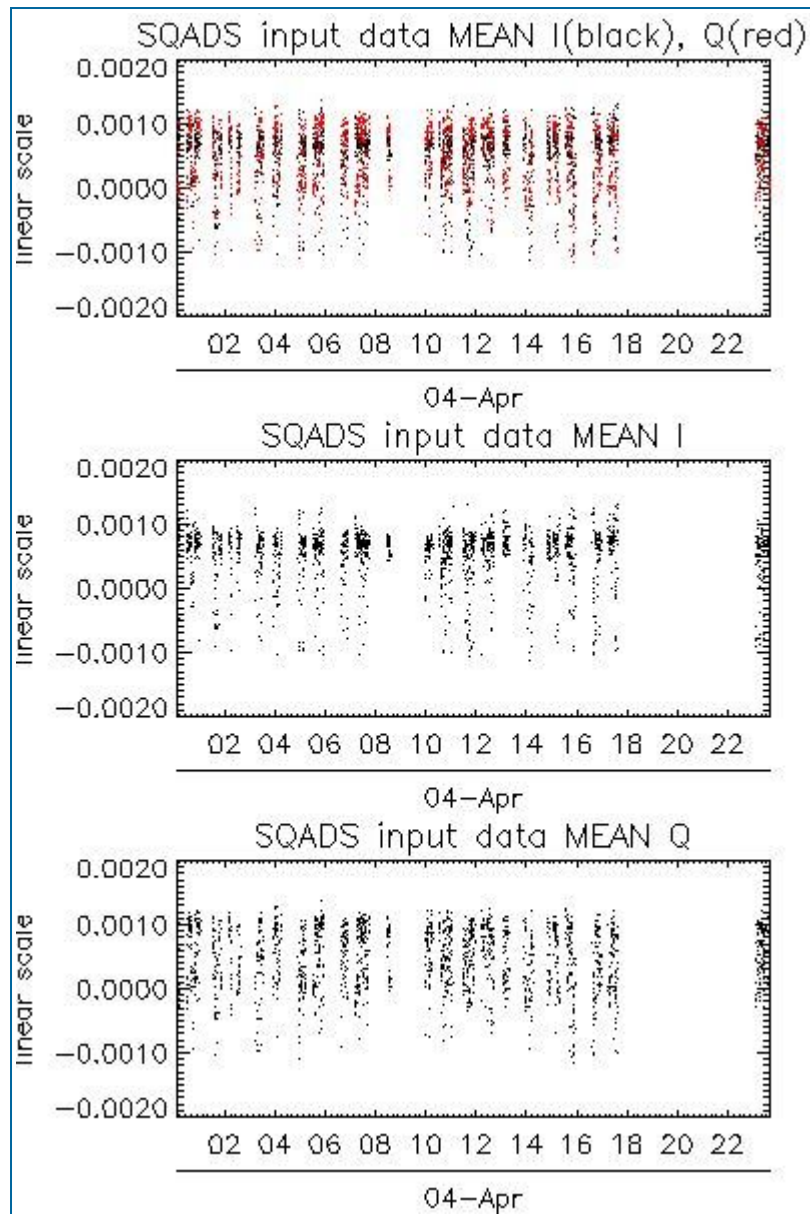 SQADS input data MEAN I(black), Q(red)
0.0020
0.0010
0.0000
−0.0010
−0.0020
linear scale
02 04 06 08 10 12 14 16 18 20 22
04−Apr
SQADS input data MEAN I
0.0020
0.0010
0.0000
−0.0010
−0.0020
linear scale
02 04 06 08 10 12 14 16 18 20 22
04−Apr
SQADS input data MEAN Q
0.0020
0.0010
0.0000
−0.0010
−0.0020
linear scale
02 04 06 08 10 12 14 16 18 20 22
04−Apr